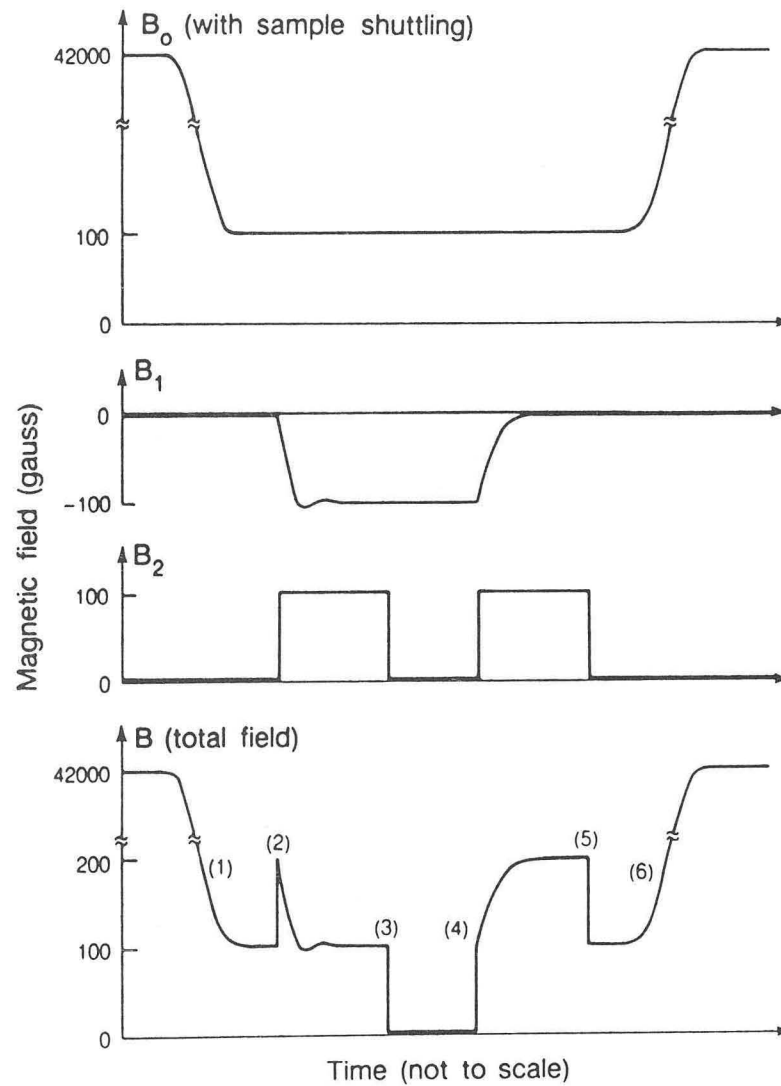 B₀ (with sample shuttling)
42000
100
0
B₁
0
-100
B₂
100
0
B (total field)
42000
200
100
0
(1)
(2)
(3)
(4)
(5)
(6)
Magnetic field (gauss)
Time (not to scale)